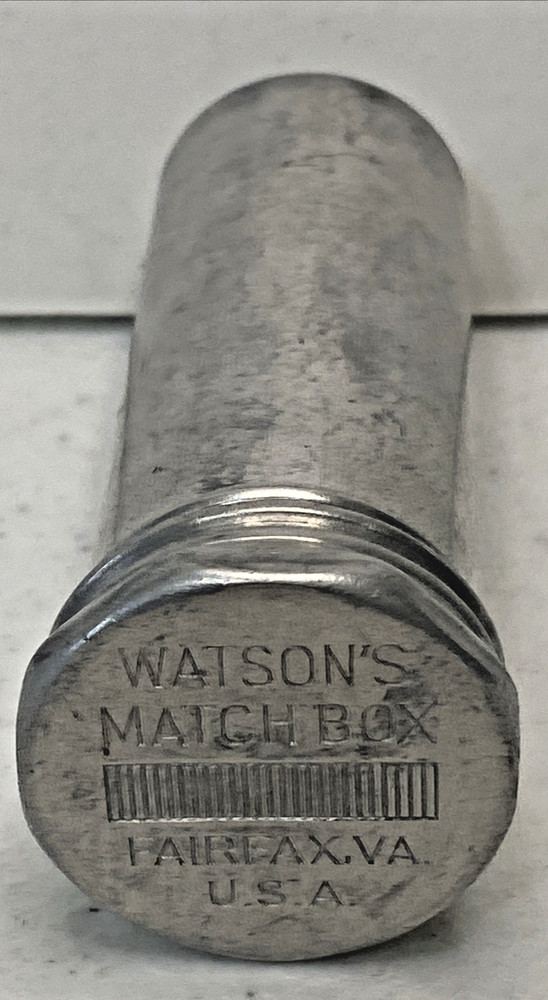 WATSON'S
MATCH BOX
FAIRFAX, VA.
U.S.A.